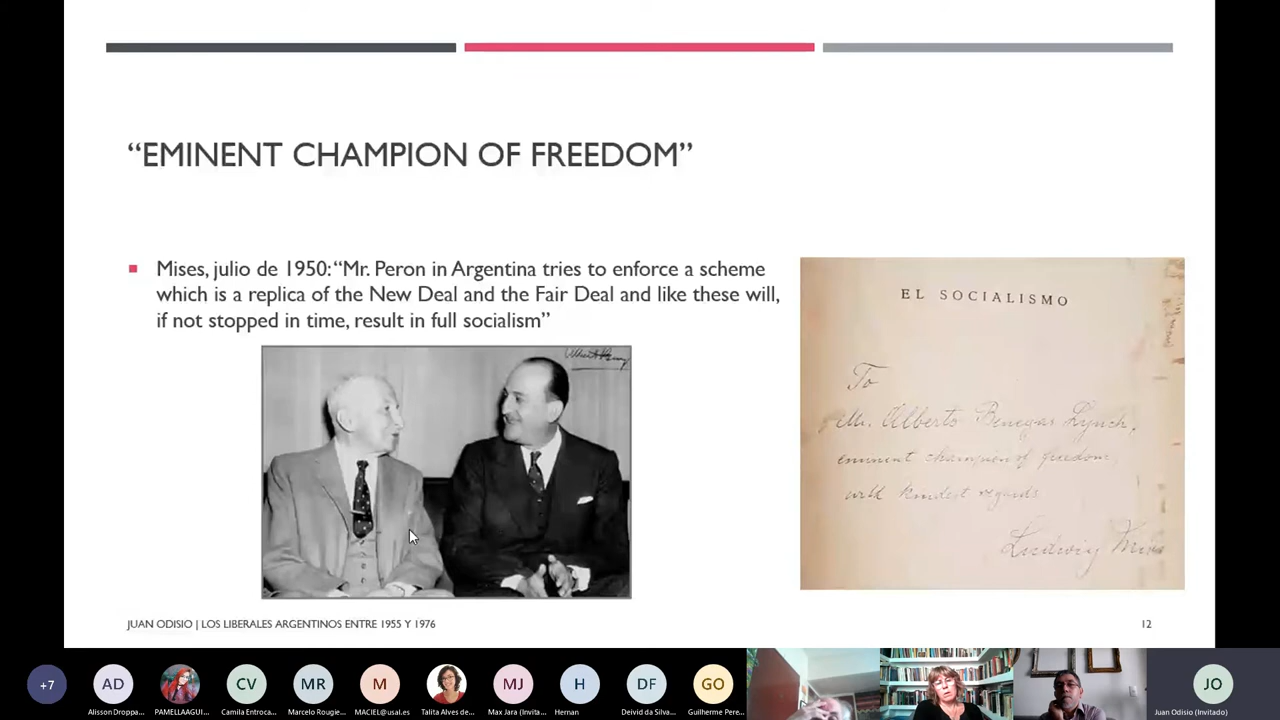 “EMINENT CHAMPION OF FREEDOM”
Mises, julio de 1950: “Mr. Peron in Argentina tries to enforce a scheme
which is a replica of the New Deal and the Fair Deal and like these will,
if not stopped in time, result in full socialism”
EL SOCIALISMO
To
Mr. Alberto Benegas Lynch,
eminent champion of freedom,
with kindest regards
Ludwig Mises
JUAN ODISIO | LOS LIBERALES ARGENTINOS ENTRE 1955 Y 1976
12
+7
AD
CV
MR
M
MJ
H
DF
GO
JO
Alisson Droppa...
PAMELLAAGUI...
Camila Entroca...
Marcelo Rougie...
MACIEL@usal.es
Talita Alves de...
Max Jara (Invita...
Hernan
Deivid da Silva...
Guilherme Pere...
Juan Odisio (Invitado)